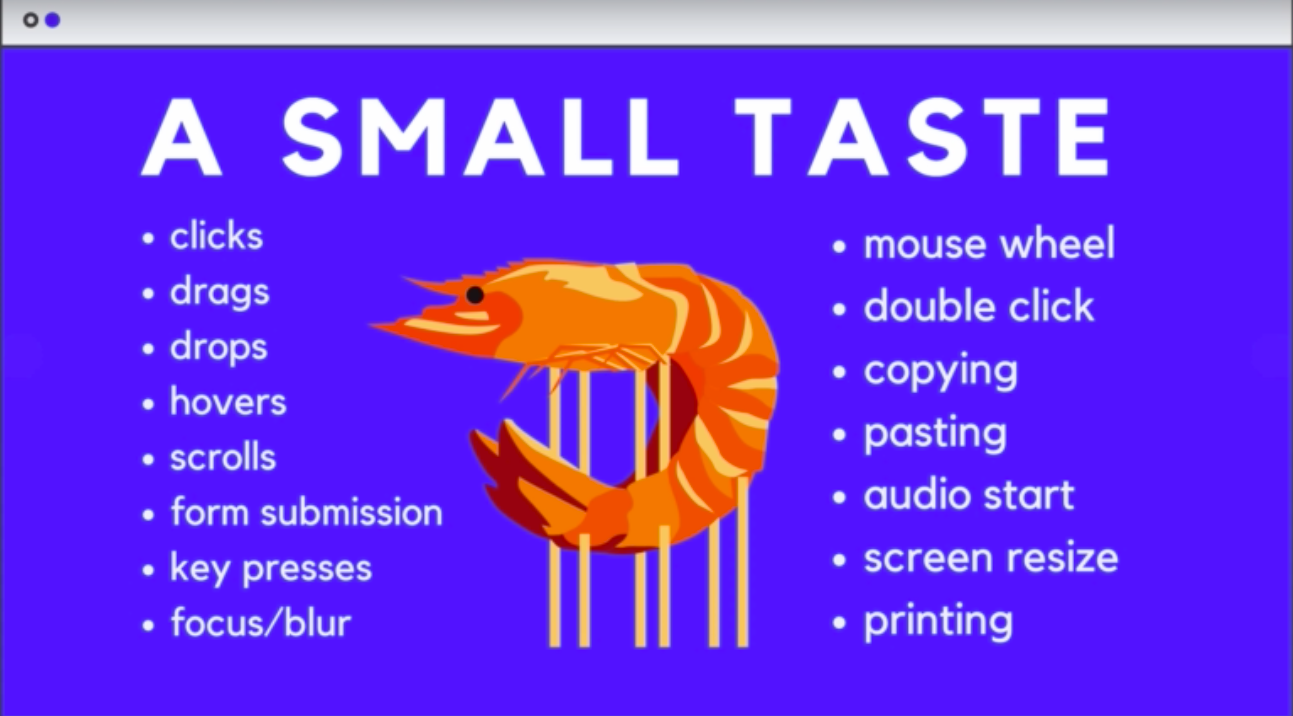 A SMALL TASTE
• clicks
• drags
• drops
• hovers
• scrolls
• form submission
• key presses
• focus/blur
• mouse wheel
• double click
• copying
• pasting
• audio start
• screen resize
• printing